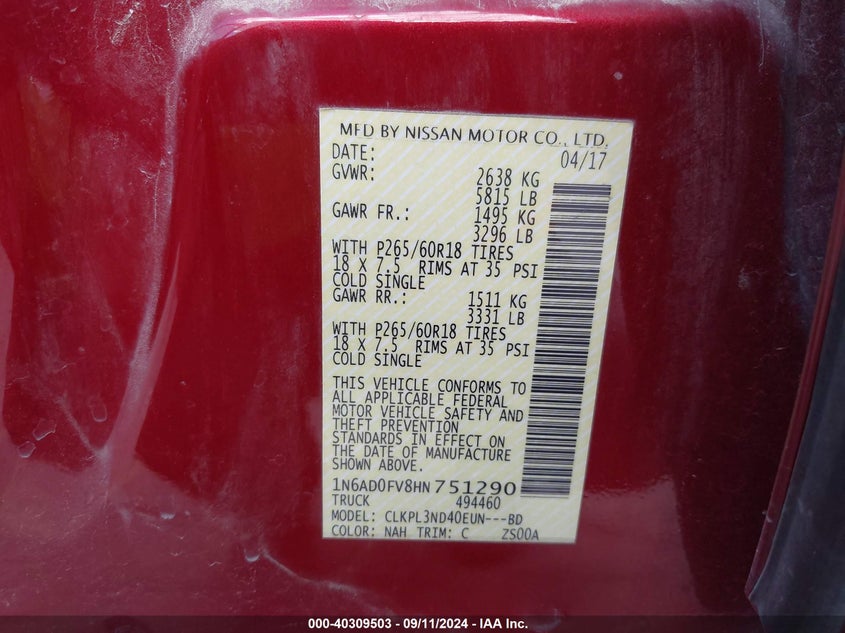 MFD BY NISSAN MOTOR CO., LTD.
DATE: 04/17
GVWR: 2638 KG
5815 LB
GAWR FR.: 1495 KG
3296 LB
WITH P265/60R18 TIRES
18 X 7.5 RIMS AT 35 PSI
COLD SINGLE
GAWR RR.: 1511 KG
3331 LB
WITH P265/60R18 TIRES
18 X 7.5 RIMS AT 35 PSI
COLD SINGLE
THIS VEHICLE CONFORMS TO
ALL APPLICABLE FEDERAL
MOTOR VEHICLE SAFETY AND
THEFT PREVENTION
STANDARDS IN EFFECT ON
THE DATE OF MANUFACTURE
SHOWN ABOVE.
1N6AD0FV8HN751290
TRUCK 494460
MODEL: CLKPL3ND40EUN---BD
COLOR: NAH TRIM: C ZS00A
000-40309503 - 09/11/2024 - IAA Inc.